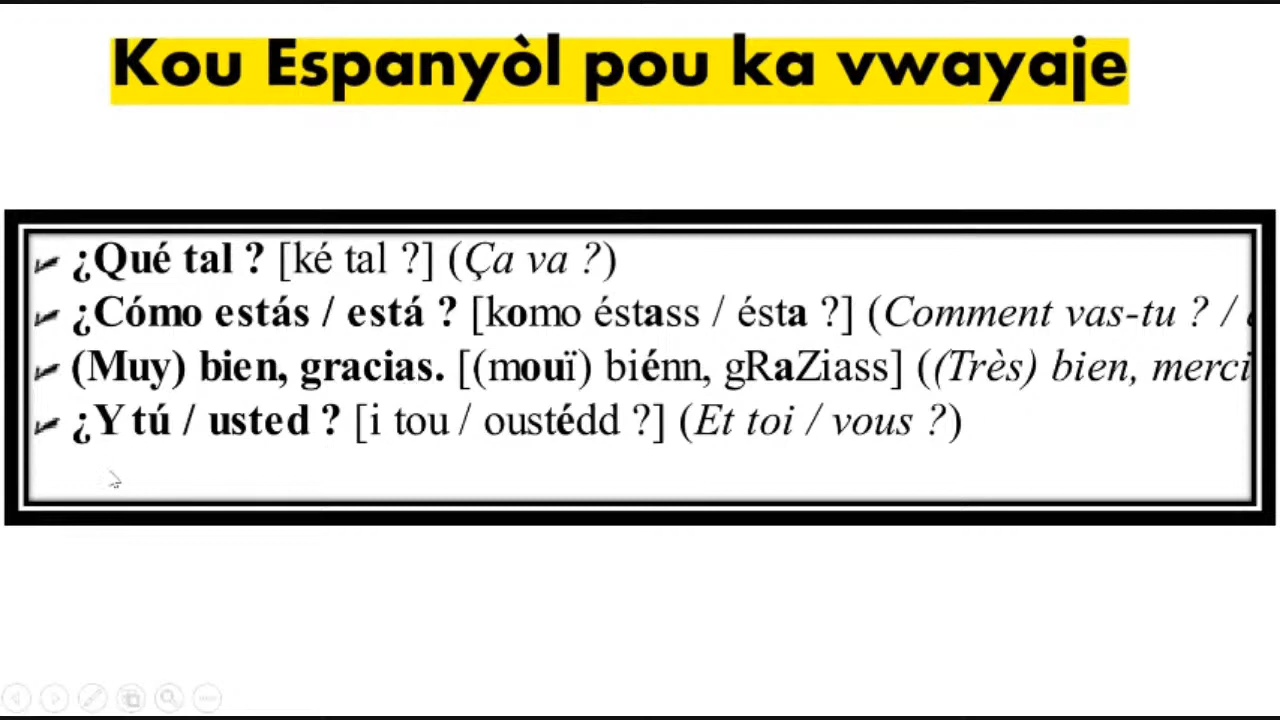 Kou Espanyòl pou ka vwayaje
¿Qué tal ? [ké tal ?] (Ça va ?)
¿Cómo estás / está ? [komo éstass / ésta ?] (Comment vas-tu ? /
(Muy) bien, gracias. [(mouï) biénn, gRaZiass] ((Très) bien, merci
¿Y tú / usted ? [i tou / oustédd ?] (Et toi / vous ?)